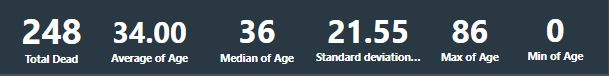 248 34.00 36 21.55 86 0
Total Dead Average of Age Median of Age Standard deviation... Max of Age Min of Age